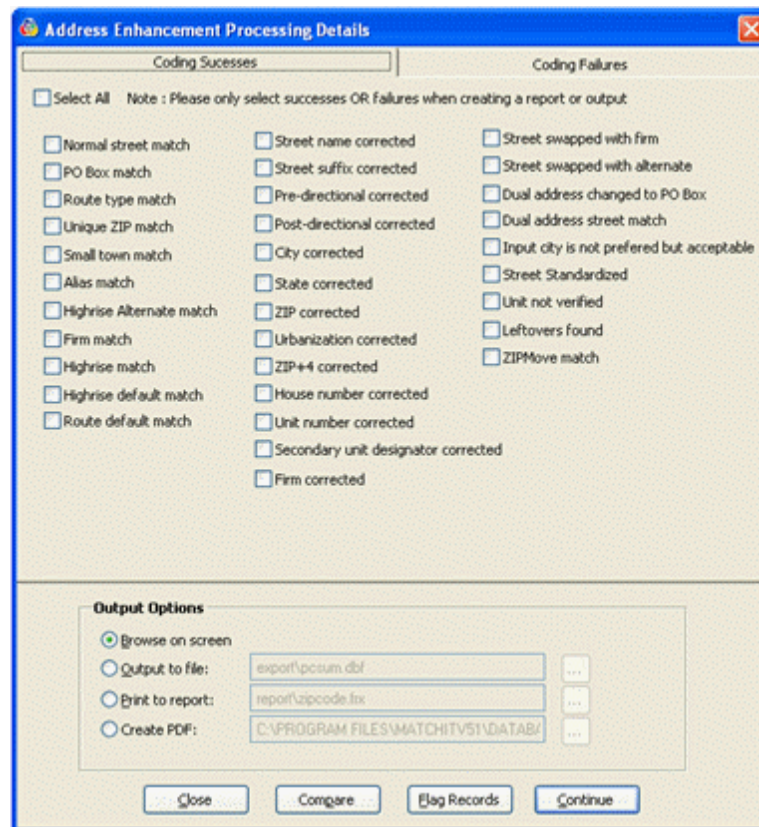 Address Enhancement Processing Details
Coding Sucesses
Coding Failures
Select All Note : Please only select successes OR failures when creating a report or output
Normal street match
PO Box match
Route type match
Unique ZIP match
Small town match
Alias match
Highrise Alternate match
Firm match
Highrise match
Highrise default match
Route default match
Street name corrected
Street suffix corrected
Pre-directional corrected
Post-directional corrected
City corrected
State corrected
ZIP corrected
Urbanization corrected
ZIP+4 corrected
House number corrected
Unit number corrected
Secondary unit designator corrected
Firm corrected
Street swapped with firm
Street swapped with alternate
Dual address changed to PO Box
Dual address street match
Input city is not prefered but acceptable
Street Standardized
Unit not verified
Leftovers found
ZIPMove match
Output Options
Browse on screen
Output to file: export\pcsum.dbf ...
Print to report: report\zipcode.frx ...
Create PDF: C:\PROGRAM FILES\MATCHITV51\DATABA ...
Close Compare Flag Records Continue